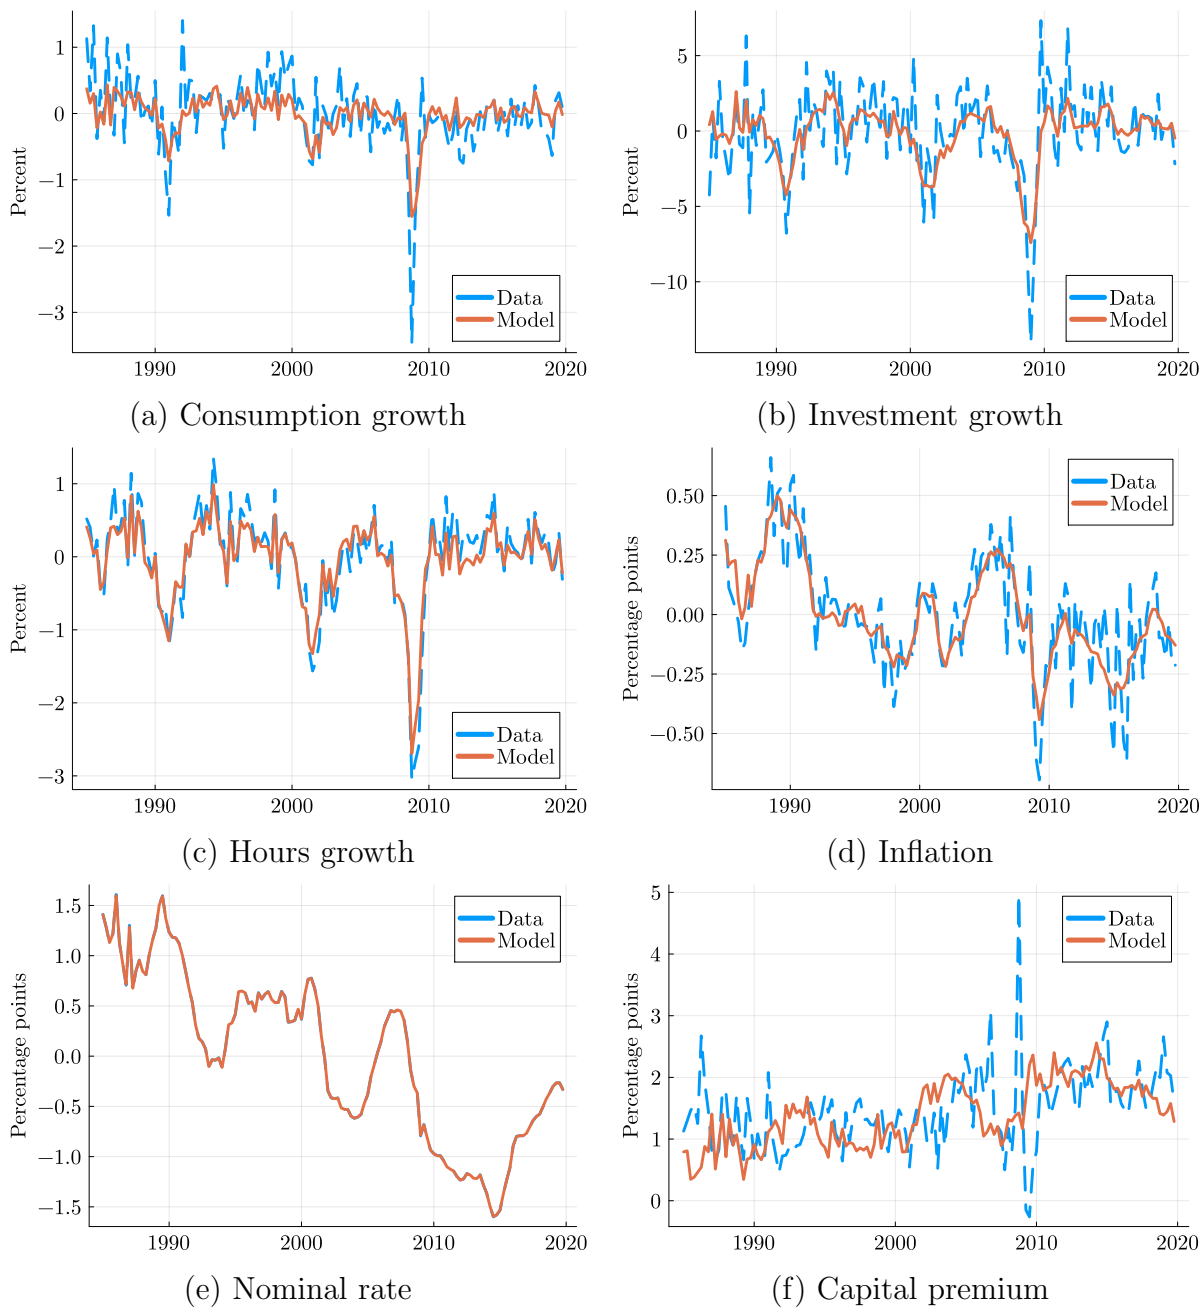 1
0
−1
−2
−3
Percent
Data
Model
1990
2000
2010
2020
(a) Consumption growth
5
0
−5
−10
Percent
Data
Model
1990
2000
2010
2020
(b) Investment growth
1
0
−1
−2
−3
Percent
Data
Model
1990
2000
2010
2020
(c) Hours growth
0.50
0.25
0.00
−0.25
−0.50
Percentage points
Data
Model
1990
2000
2010
2020
(d) Inflation
1.5
1.0
0.5
0.0
−0.5
−1.0
−1.5
Percentage points
Data
Model
1990
2000
2010
2020
(e) Nominal rate
5
4
3
2
1
0
Percentage points
Data
Model
1990
2000
2010
2020
(f) Capital premium